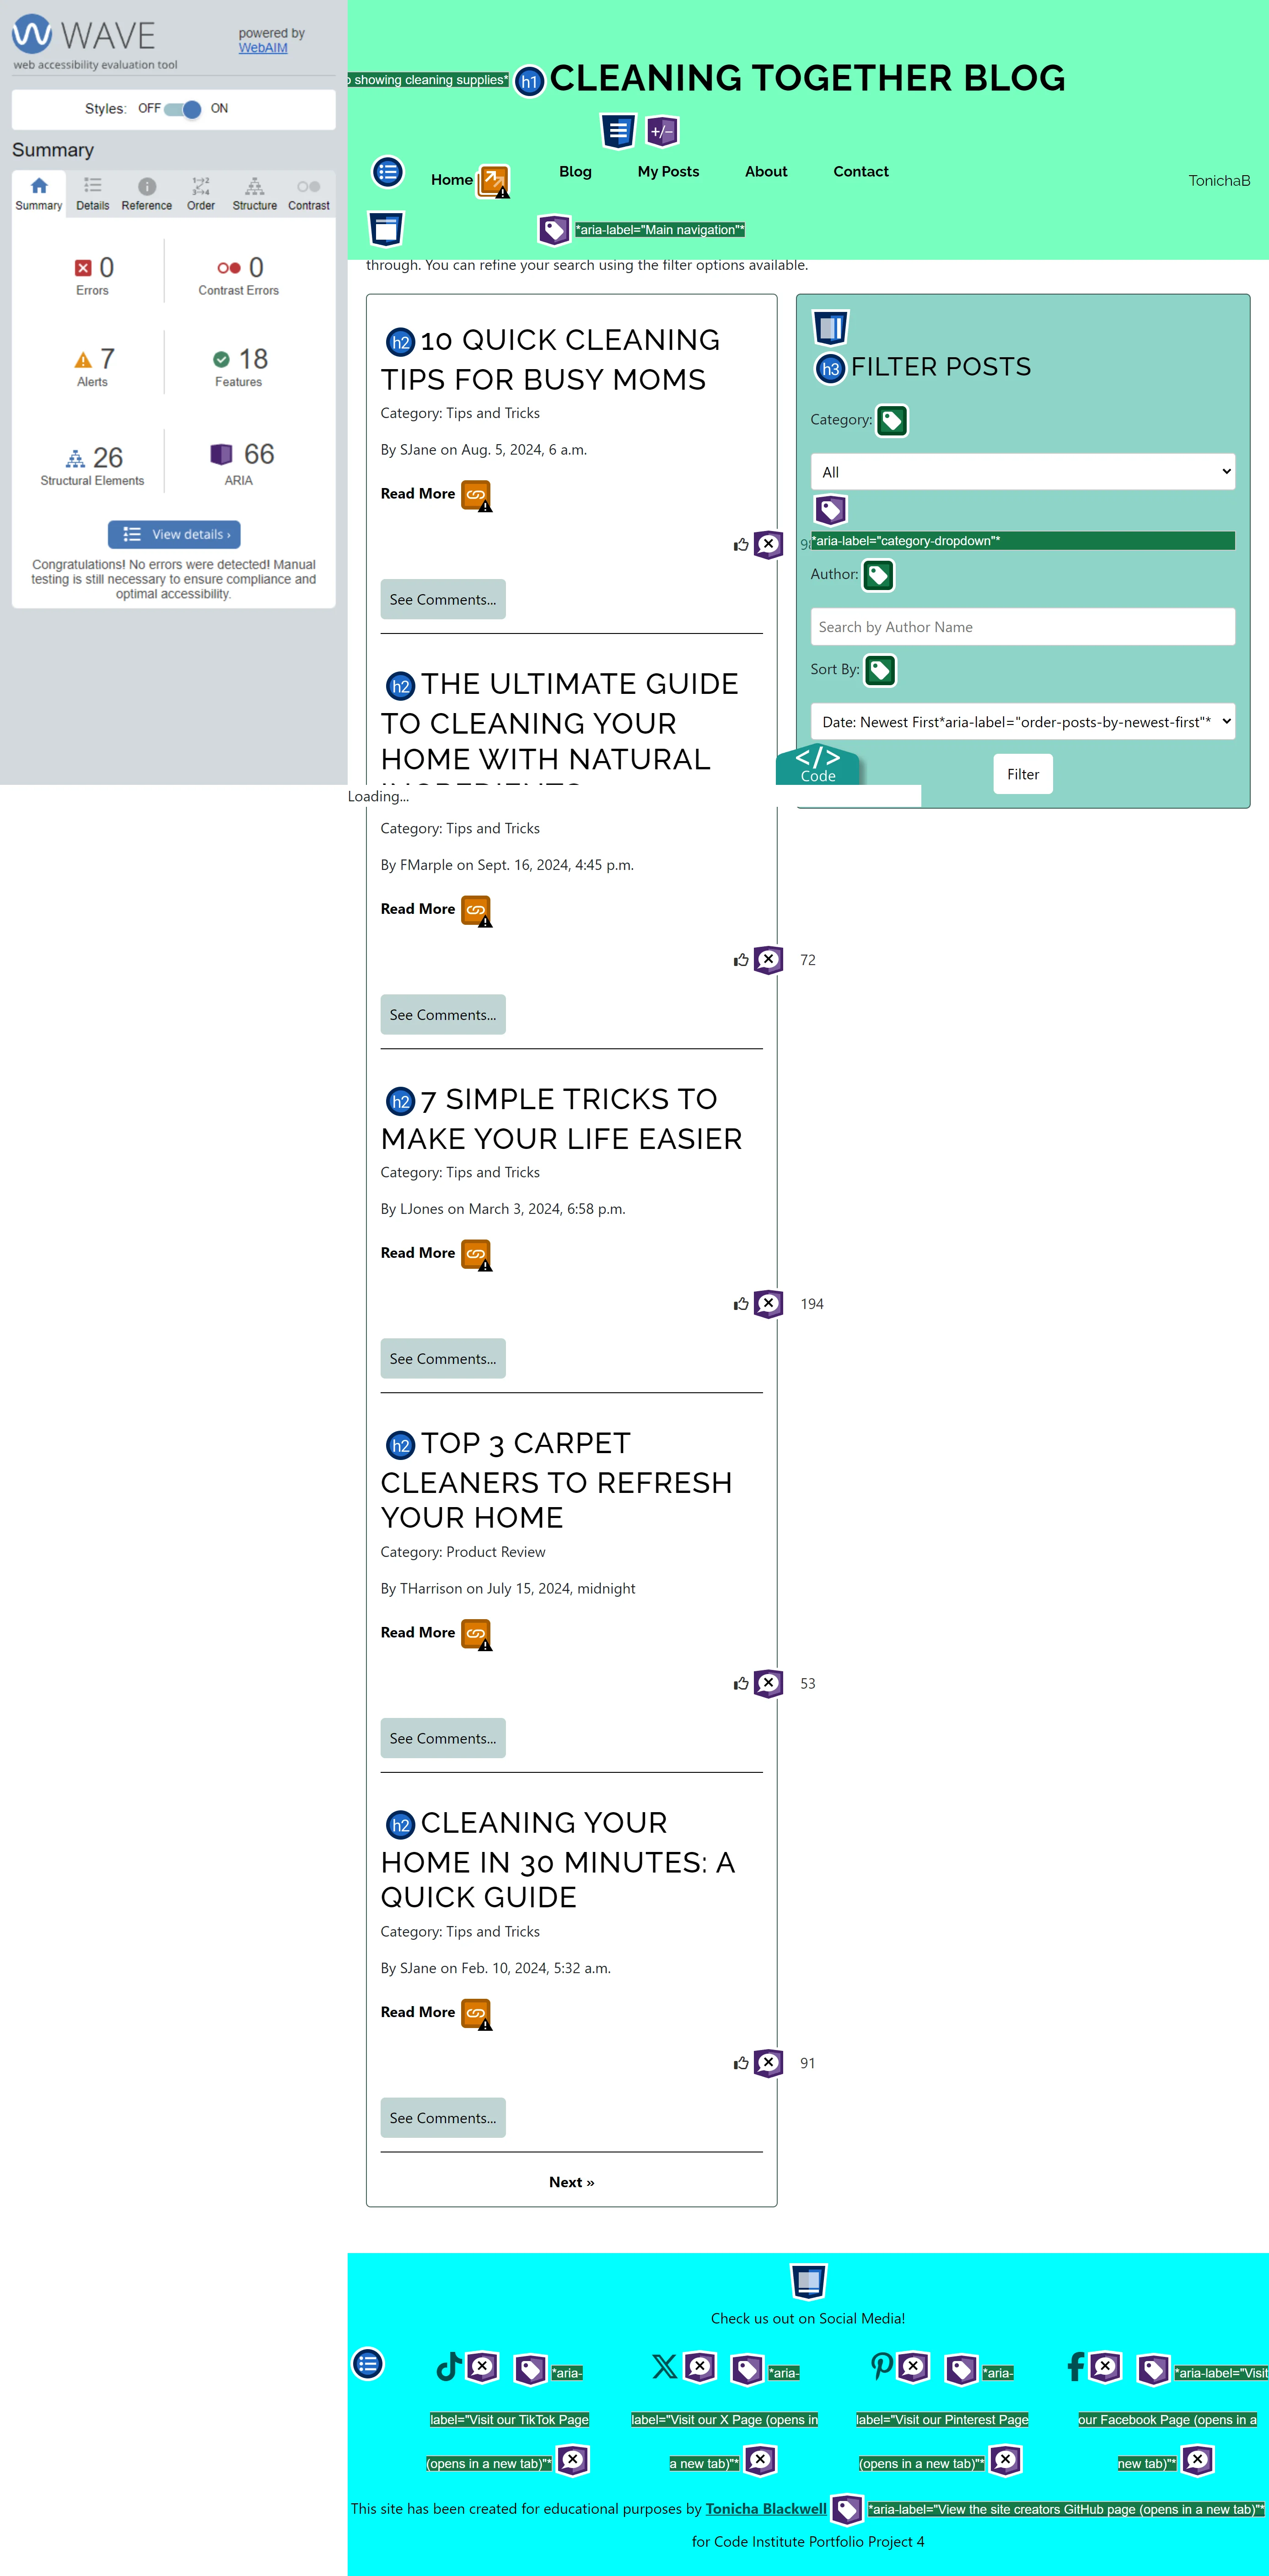 WAVE
powered by
WebAIM
web accessibility evaluation tool
Styles: OFF ON
Summary
Summary Details Reference Order Structure Contrast
0
Errors
0
Contrast Errors
7
Alerts
18
Features
26
Structural Elements
66
ARIA
View details ›
Congratulations! No errors were detected! Manual
testing is still necessary to ensure compliance and
optimal accessibility.
showing cleaning supplies*
h1 CLEANING TOGETHER BLOG
+/-
Home Blog My Posts About Contact
TonichaB
*aria-label="Main navigation"*
through. You can refine your search using the filter options available.
h2 10 QUICK CLEANING
TIPS FOR BUSY MOMS
Category: Tips and Tricks
By SJane on Aug. 5, 2024, 6 a.m.
Read More
See Comments...
h2 THE ULTIMATE GUIDE
TO CLEANING YOUR
HOME WITH NATURAL
Loading...
Category: Tips and Tricks
By FMarple on Sept. 16, 2024, 4:45 p.m.
Read More
72
See Comments...
h2 7 SIMPLE TRICKS TO
MAKE YOUR LIFE EASIER
Category: Tips and Tricks
By LJones on March 3, 2024, 6:58 p.m.
Read More
194
See Comments...
h2 TOP 3 CARPET
CLEANERS TO REFRESH
YOUR HOME
Category: Product Review
By THarrison on July 15, 2024, midnight
Read More
53
See Comments...
h2 CLEANING YOUR
HOME IN 30 MINUTES: A
QUICK GUIDE
Category: Tips and Tricks
By SJane on Feb. 10, 2024, 5:32 a.m.
Read More
91
See Comments...
Next »
h3 FILTER POSTS
Category:
All
*aria-label="category-dropdown"*
Author:
Search by Author Name
Sort By:
Date: Newest First*aria-label="order-posts-by-newest-first"*
</>
Code
Filter
Check us out on Social Media!
*aria-
label="Visit our TikTok Page
(opens in a new tab)"*
*aria-
label="Visit our X Page (opens in
a new tab)"*
*aria-
label="Visit our Pinterest Page
(opens in a new tab)"*
*aria-label="Visit
our Facebook Page (opens in a
new tab)"*
This site has been created for educational purposes by Tonicha Blackwell *aria-label="View the site creators GitHub page (opens in a new tab)"*
for Code Institute Portfolio Project 4